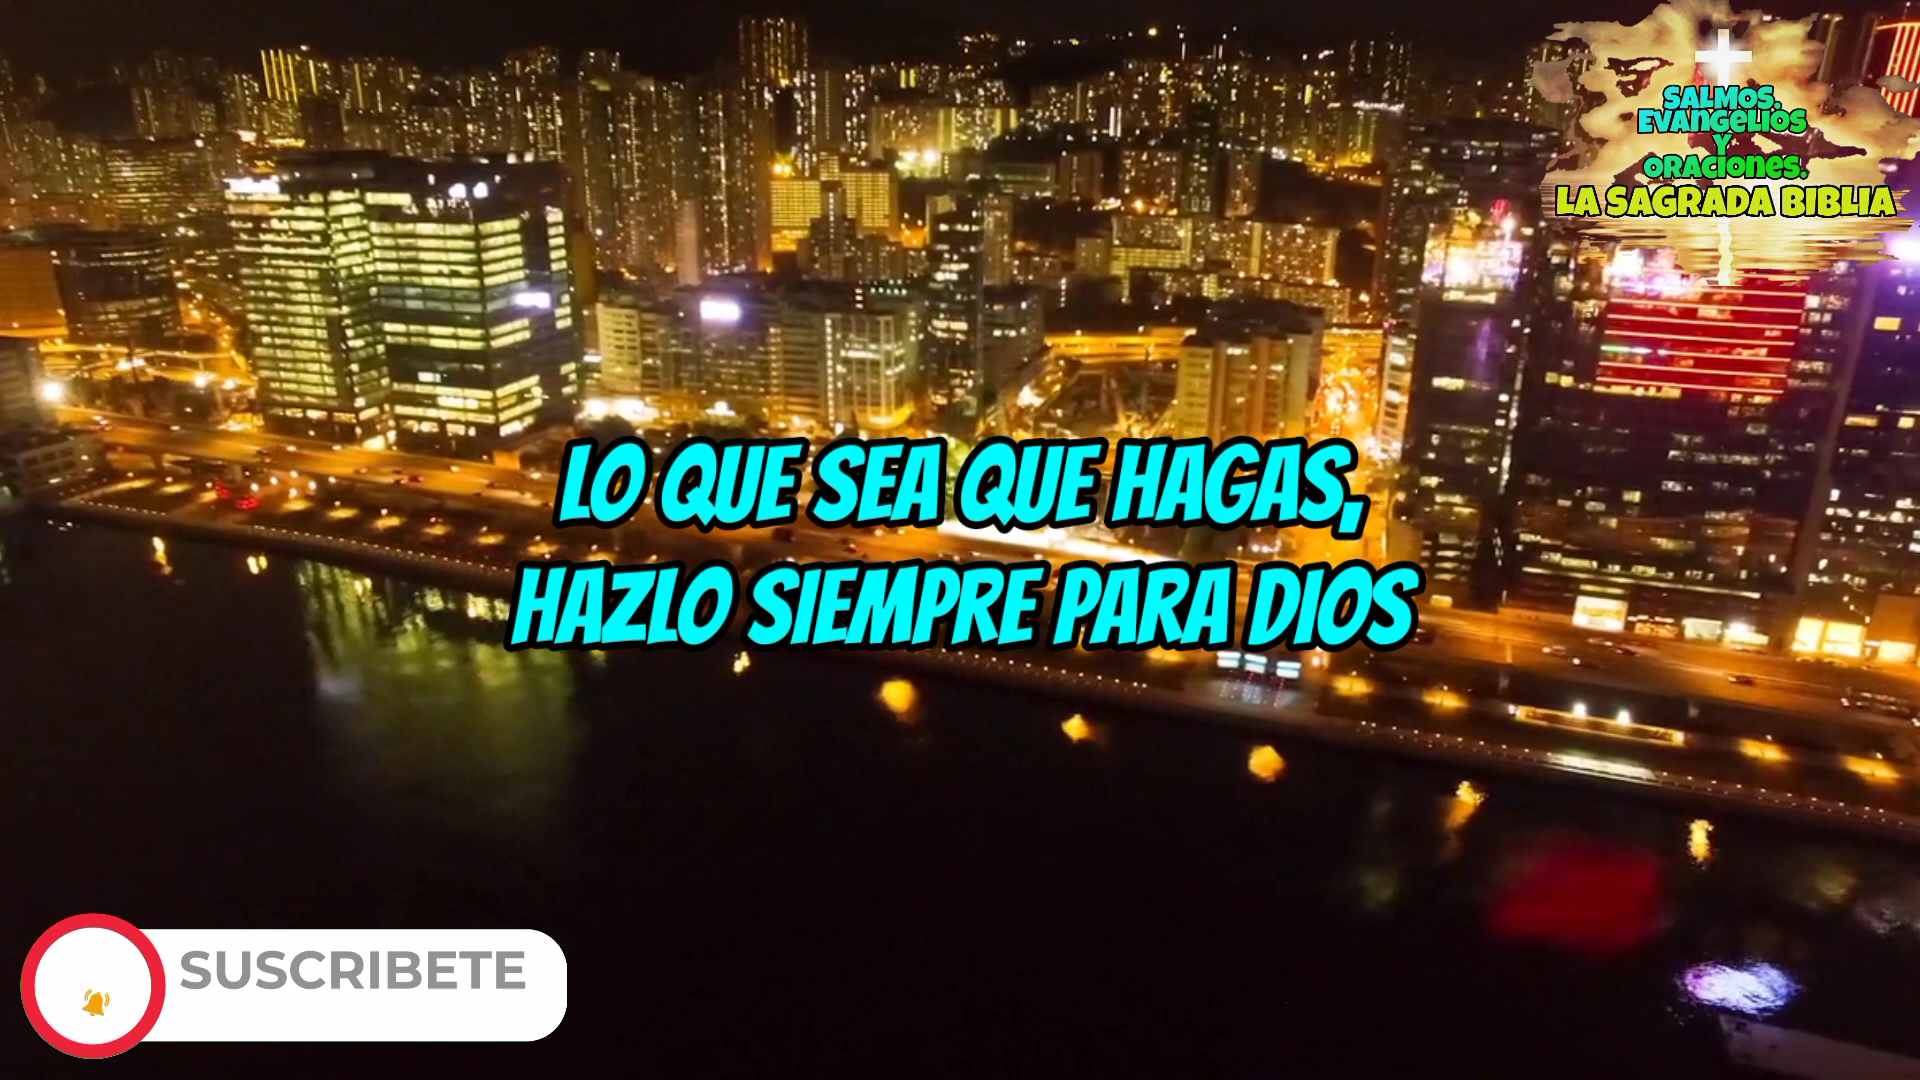 SALMOS.
EVANGELIOS
Y
ORACIONES.
LA SAGRADA BIBLIA
LO QUE SEA QUE HAGAS,
HAZLO SIEMPRE PARA DIOS
SUSCRIBETE